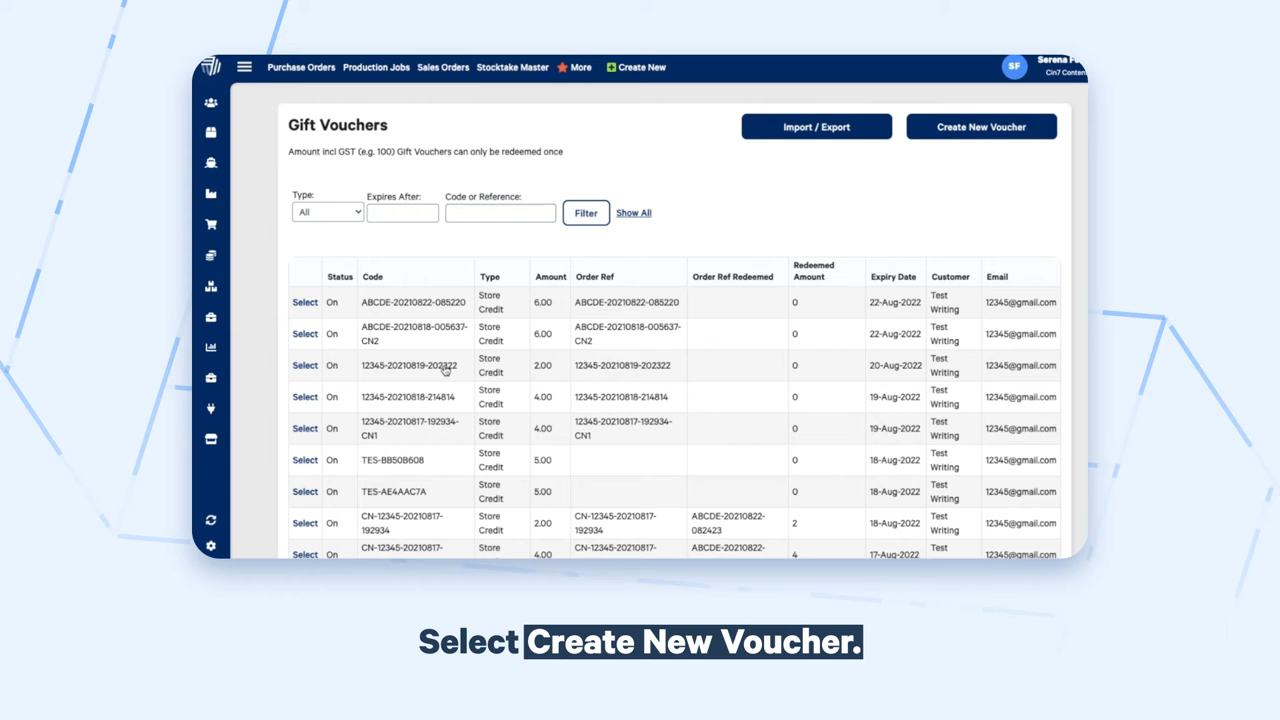 Purchase Orders Production Jobs Sales Orders Stocktake Master More Create New SF Serena
Cin7 Conten
Gift Vouchers Import / Export Create New Voucher
Amount incl GST (e.g. 100) Gift Vouchers can only be redeemed once
Type: Expires After: Code or Reference:
All Filter Show All
Status Code Type Amount Order Ref Order Ref Redeemed Redeemed Amount Expiry Date Customer Email
Select On ABCDE-20210822-085220 Store Credit 6.00 ABCDE-20210822-085220 0 22-Aug-2022 Test Writing 12345@gmail.com
Select On ABCDE-20210818-005637-CN2 Store Credit 6.00 ABCDE-20210818-005637-CN2 0 22-Aug-2022 Test Writing 12345@gmail.com
Select On 12345-20210819-202322 Store Credit 2.00 12345-20210819-202322 0 20-Aug-2022 Test Writing 12345@gmail.com
Select On 12345-20210818-214814 Store Credit 4.00 12345-20210818-214814 0 19-Aug-2022 Test Writing 12345@gmail.com
Select On 12345-20210817-192934-CN1 Store Credit 4.00 12345-20210817-192934-CN1 0 19-Aug-2022 Test Writing 12345@gmail.com
Select On TES-BB50B608 Store Credit 5.00 0 18-Aug-2022 Test Writing 12345@gmail.com
Select On TES-AE4AAC7A Store Credit 5.00 0 18-Aug-2022 Test Writing 12345@gmail.com
Select On CN-12345-20210817-192934 Store Credit 2.00 CN-12345-20210817-192934 ABCDE-20210822-082423 2 18-Aug-2022 Test Writing 12345@gmail.com
Select On CN-12345-20210817- Store Credit 4.00 CN-12345-20210817- ABCDE-20210822- 4 17-Aug-2022 Test 12345@gmail.com
Select Create New Voucher.